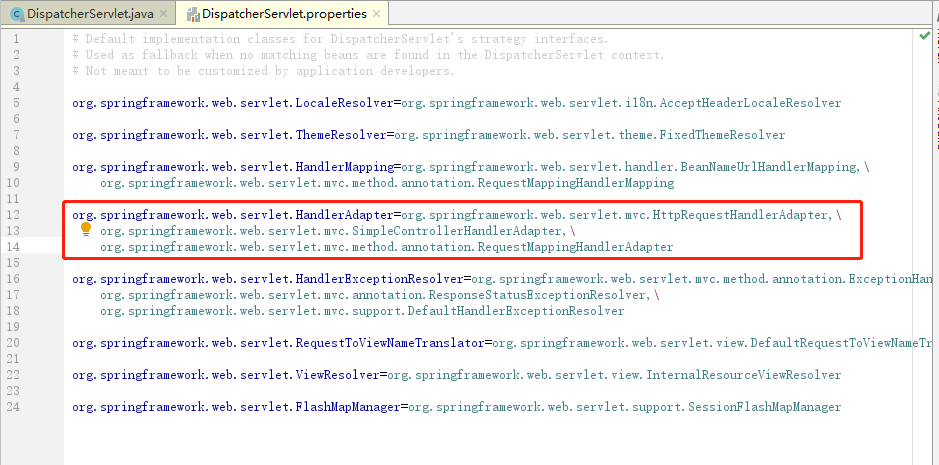 DispatcherServlet.java
DispatcherServlet.properties
1 # Default implementation classes for DispatcherServlet's strategy interfaces.
2 # Used as fallback when no matching beans are found in the DispatcherServlet context.
3 # Not meant to be customized by application developers.
4
5 org.springframework.web.servlet.LocaleResolver=org.springframework.web.servlet.i18n.AcceptHeaderLocaleResolver
6
7 org.springframework.web.servlet.ThemeResolver=org.springframework.web.servlet.theme.FixedThemeResolver
8
9 org.springframework.web.servlet.HandlerMapping=org.springframework.web.servlet.handler.BeanNameUrlHandlerMapping,\
10 org.springframework.web.servlet.mvc.method.annotation.RequestMappingHandlerMapping
11
12 org.springframework.web.servlet.HandlerAdapter=org.springframework.web.servlet.mvc.HttpRequestHandlerAdapter,\
13 org.springframework.web.servlet.mvc.SimpleControllerHandlerAdapter,\
14 org.springframework.web.servlet.mvc.method.annotation.RequestMappingHandlerAdapter
15
16 org.springframework.web.servlet.HandlerExceptionResolver=org.springframework.web.servlet.mvc.method.annotation.ExceptionHan
17 org.springframework.web.servlet.mvc.annotation.ResponseStatusExceptionResolver,\
18 org.springframework.web.servlet.mvc.support.DefaultHandlerExceptionResolver
19
20 org.springframework.web.servlet.RequestToViewNameTranslator=org.springframework.web.servlet.view.DefaultRequestToViewNameTr
21
22 org.springframework.web.servlet.ViewResolver=org.springframework.web.servlet.view.InternalResourceViewResolver
23
24 org.springframework.web.servlet.FlashMapManager=org.springframework.web.servlet.support.SessionFlashMapManager